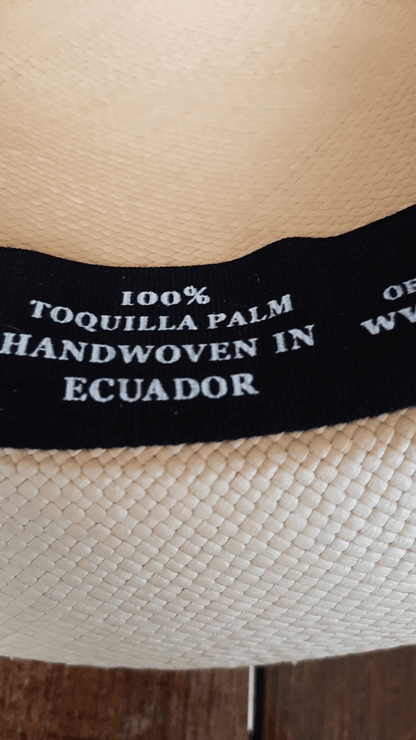 100%
TOQUILLA PALM
HANDWOVEN IN
ECUADOR